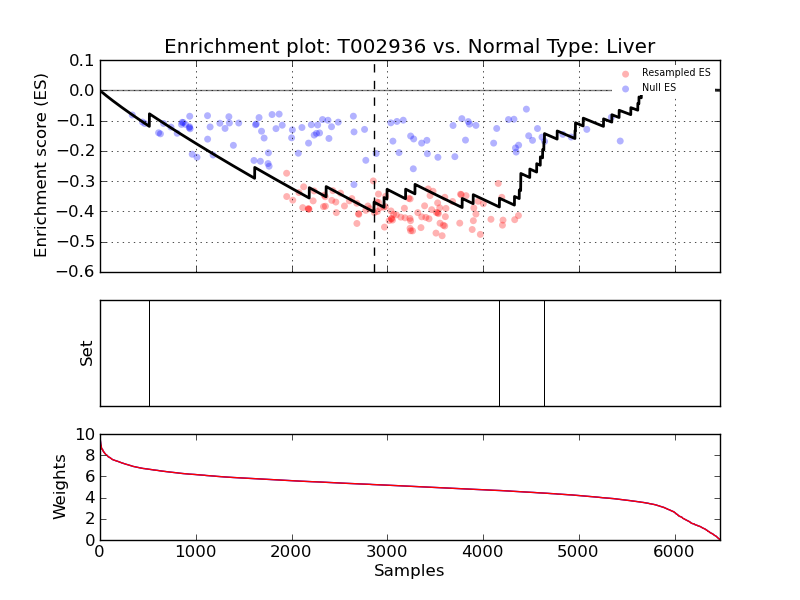 Enrichment plot: T002936 vs. Normal Type: Liver
Enrichment score (ES)
0.1
0.0
−0.1
−0.2
−0.3
−0.4
−0.5
−0.6
Resampled ES
Null ES
Set
Weights
10
8
6
4
2
0
0 1000 2000 3000 4000 5000 6000
Samples